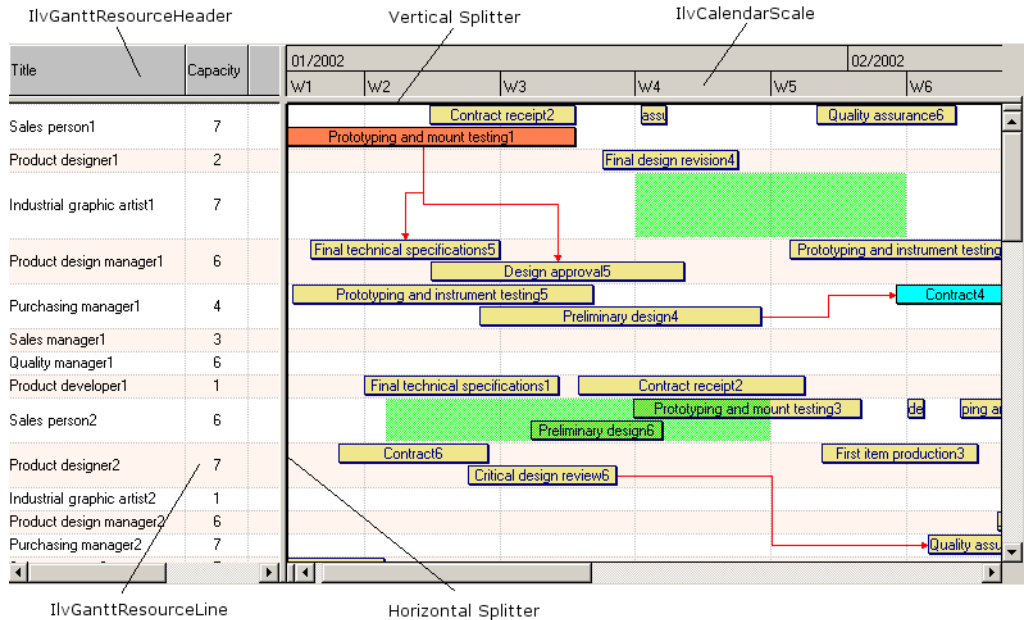 IlvGanttResourceHeader Vertical Splitter IlvCalendarScale
Title Capacity 01/2002 02/2002
W1 W2 W3 W4 W5 W6
Contract receipt2 assu Quality assurance6
Sales person1 7
Prototyping and mount testing1
Product designer1 2 Final design revision4
Industrial graphic artist1 7
Final technical specifications5 Prototyping and instrument testing
Product design manager1 6
Design approval5
Prototyping and instrument testing5 Contract4
Purchasing manager1 4
Preliminary design4
Sales manager1 3
Quality manager1 6
Product developer1 1 Final technical specifications1 Contract receipt2
Prototyping and mount testing3 de ping a
Sales person2 6
Preliminary design6
Contract6 First item production3
Product designer2 7
Critical design review6
Industrial graphic artist2 1
Product design manager2 6
Purchasing manager2 7 Quality assu
IlvGanttResourceLine Horizontal Splitter